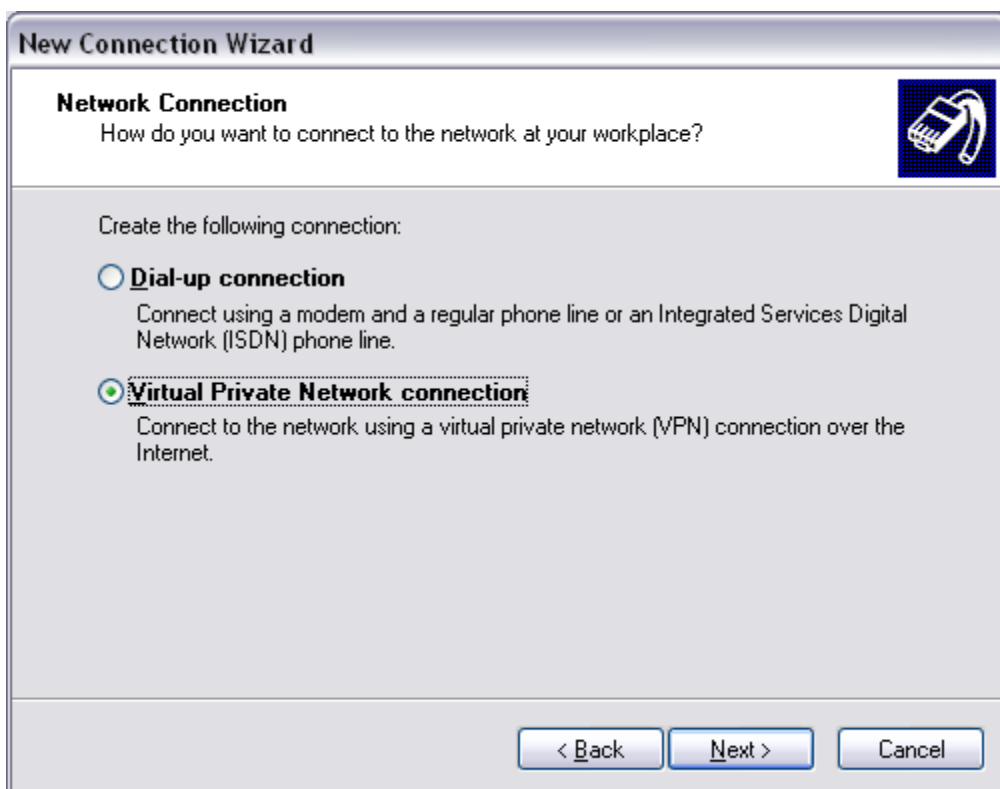 New Connection Wizard
Network Connection
How do you want to connect to the network at your workplace?
Create the following connection:
Dial-up connection
Connect using a modem and a regular phone line or an Integrated Services Digital
Network (ISDN) phone line.
Virtual Private Network connection
Connect to the network using a virtual private network (VPN) connection over the
Internet.
< Back Next > Cancel